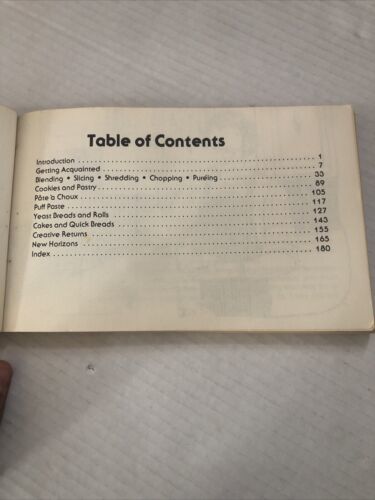 Table of Contents
Introduction 1
Getting Acquainted 7
Blending • Slicing • Shredding • Chopping • Puréing 33
Cookies and Pastry 89
Pâte à Choux 105
Puff Paste 117
Yeast Breads and Rolls 127
Cakes and Quick Breads 143
Creative Returns 155
New Horizons 165
Index 180